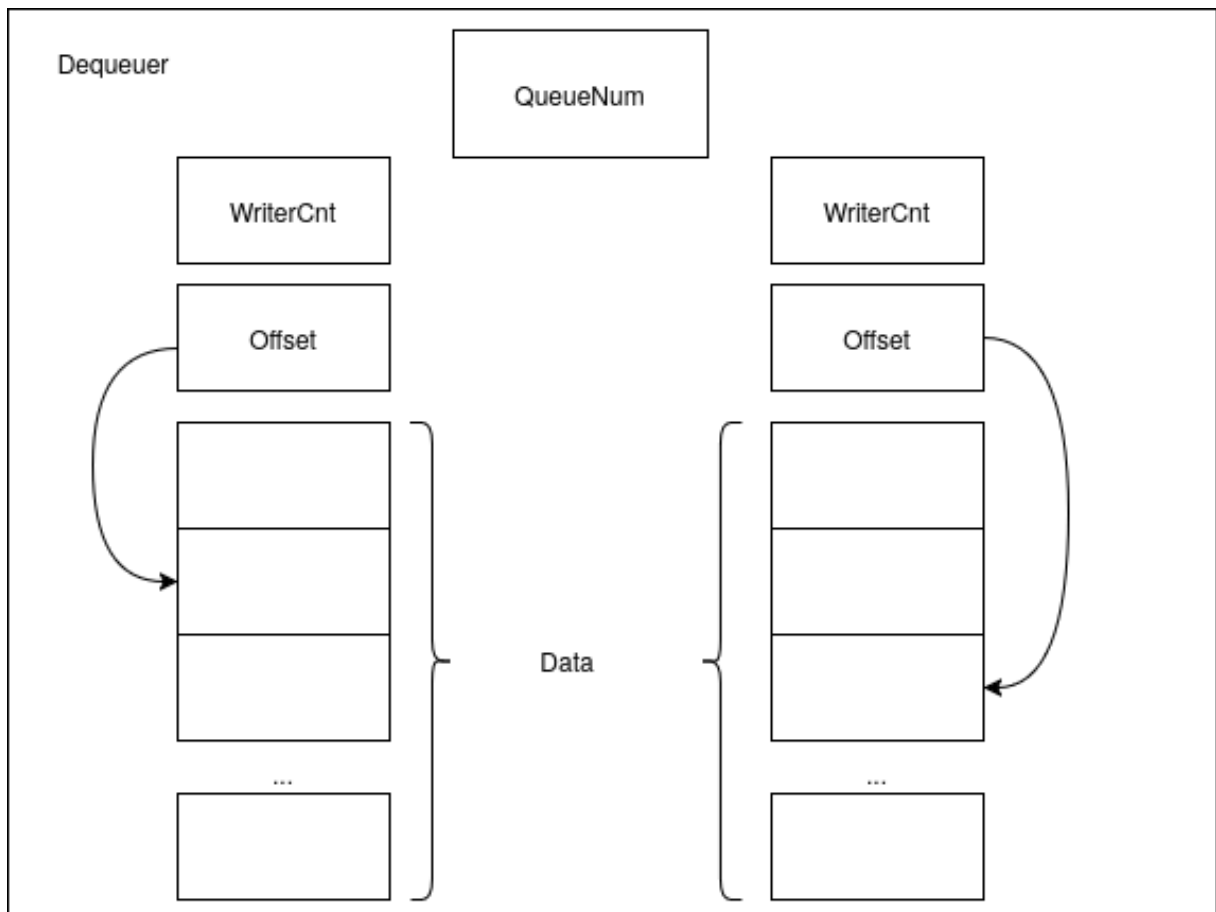 Dequeuer
QueueNum
WriterCnt
WriterCnt
Offset
Offset
Data
...
...